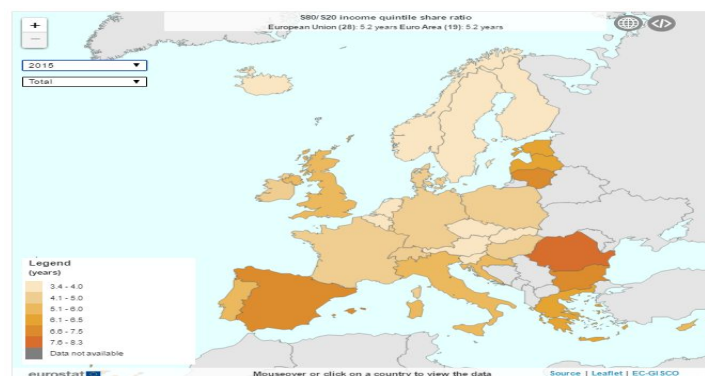 S80/S20 income quintile share ratio
European Union (28): 5.2 years Euro Area (19): 5.2 years
+
−
</>
2015
Total
Legend
(years)
3.4 - 4.0
4.1 - 5.0
5.1 - 6.0
6.1 - 6.5
6.6 - 7.5
7.6 - 8.3
Data not available
eurostat
Mouseover or click on a country to view the data
Source | Leaflet | EC-GISCO